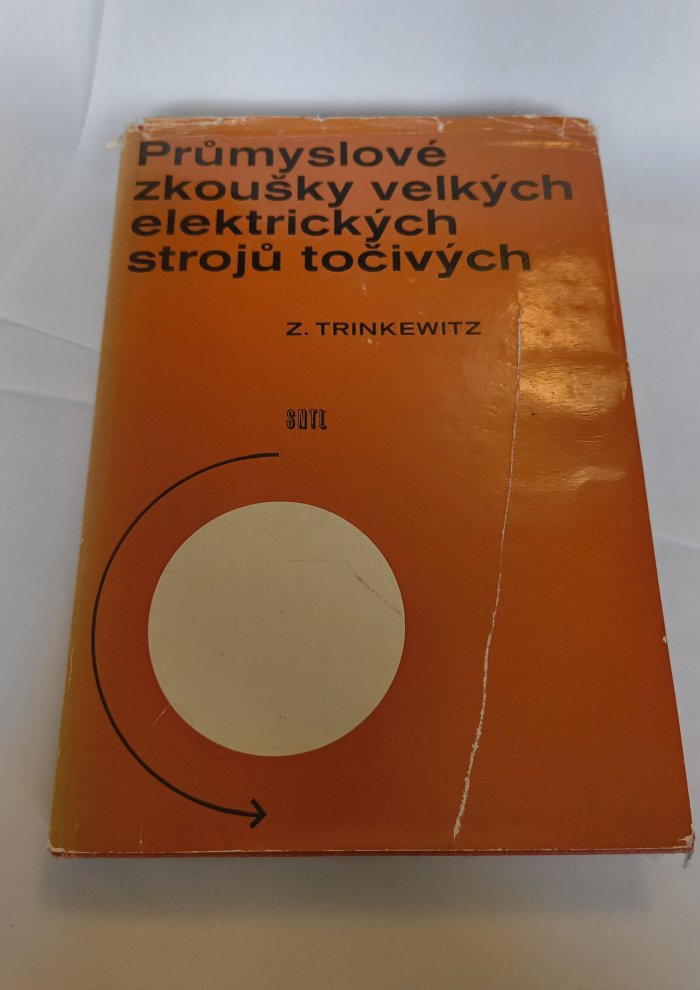 Průmyslové
zkoušky velkých
elektrických
strojů točivých
Z. TRINKEWITZ
SNTL